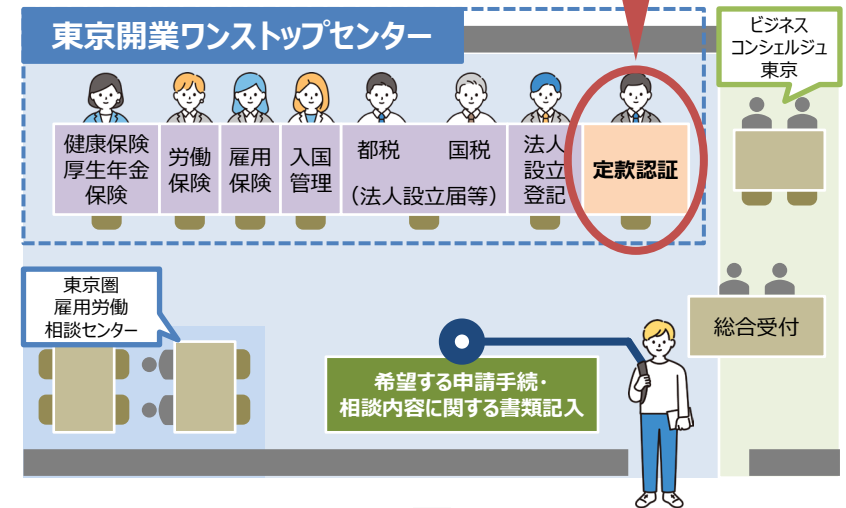 東京開業ワンストップセンター
ビジネス
コンシェルジュ
東京
健康保険
厚生年金
保険
労働
保険
雇用
保険
入国
管理
都税 国税
（法人設立届等）
法人
設立
登記
定款認証
東京圏
雇用労働
相談センター
総合受付
希望する申請手続・
相談内容に関する書類記入